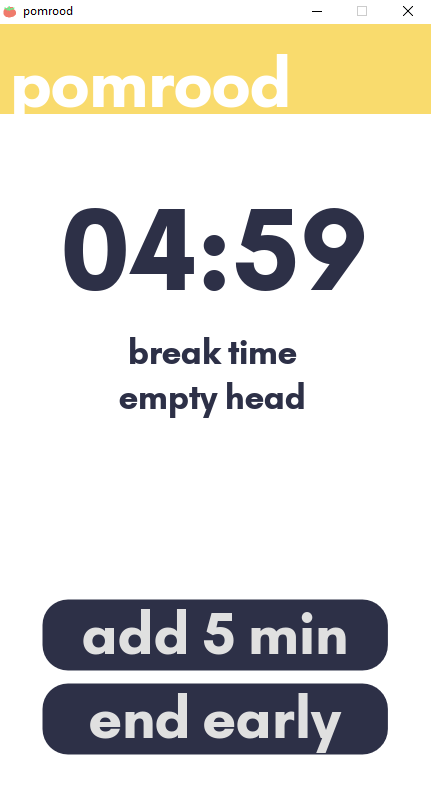 pomrood
pomrood
04:59
break time
empty head
add 5 min
end early